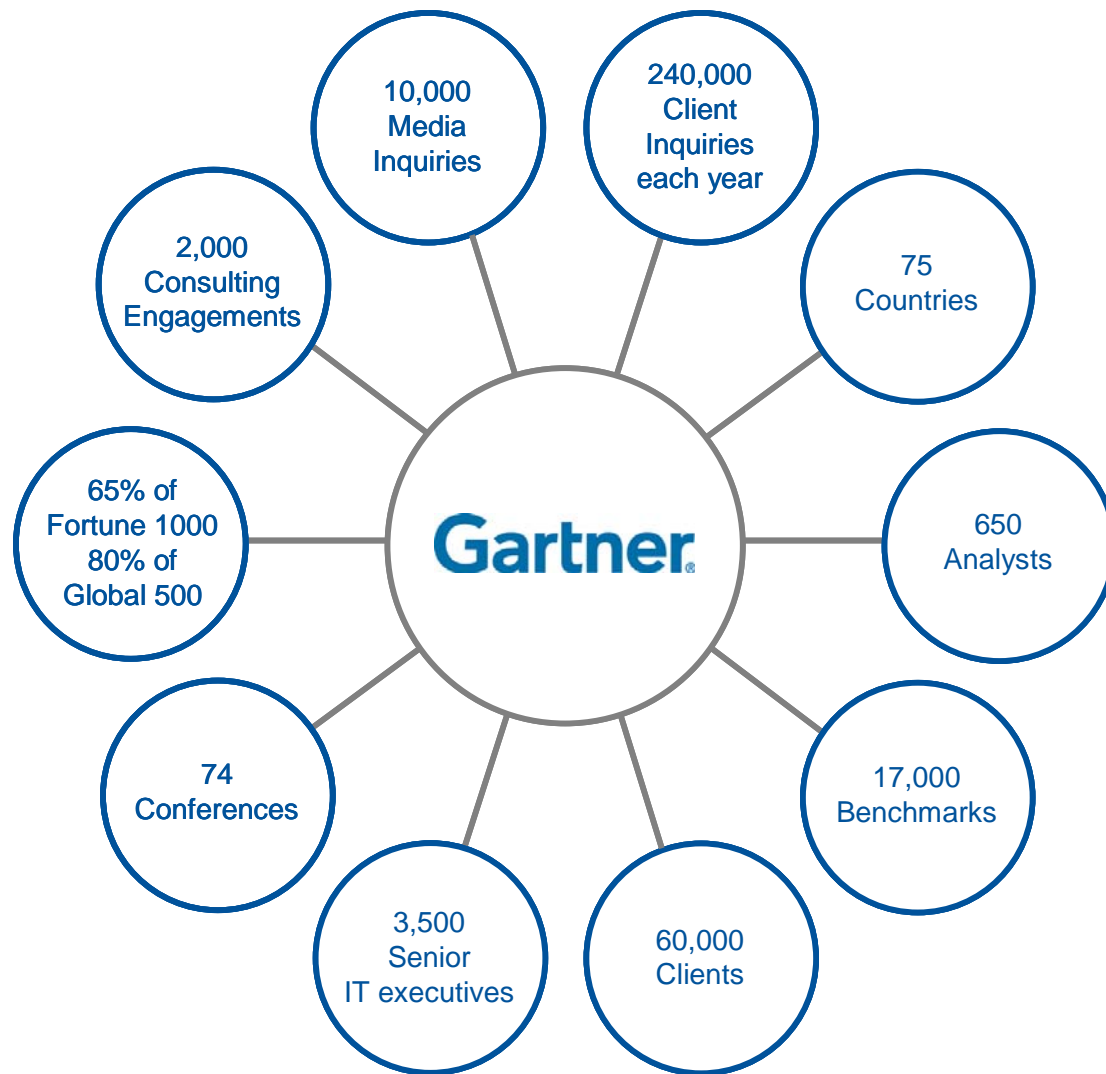 10,000
Media
Inquiries
240,000
Client
Inquiries
each year
2,000
Consulting
Engagements
75
Countries
65% of
Fortune 1000
80% of
Global 500
Gartner®
650
Analysts
74
Conferences
17,000
Benchmarks
3,500
Senior
IT executives
60,000
Clients